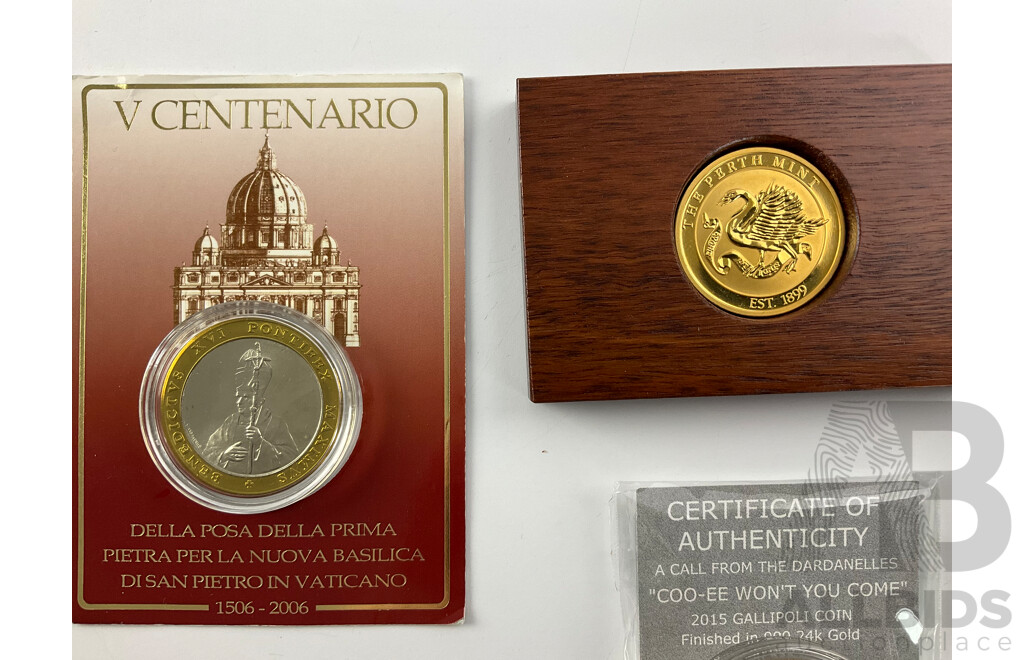 V CENTENARIO
BENEDICTVS XVI PONTIFEX MAXIMVS
DELLA POSA DELLA PRIMA
PIETRA PER LA NUOVA BASILICA
DI SAN PIETRO IN VATICANO
1506 - 2006
THE PERTH MINT
EST. 1899
CERTIFICATE OF
AUTHENTICITY
A CALL FROM THE DARDANELLES
"COO-EE WON'T YOU COME"
2015 GALLIPOLI COIN
Finished in 999 24k Gold
ALLBIDS
auctionplace